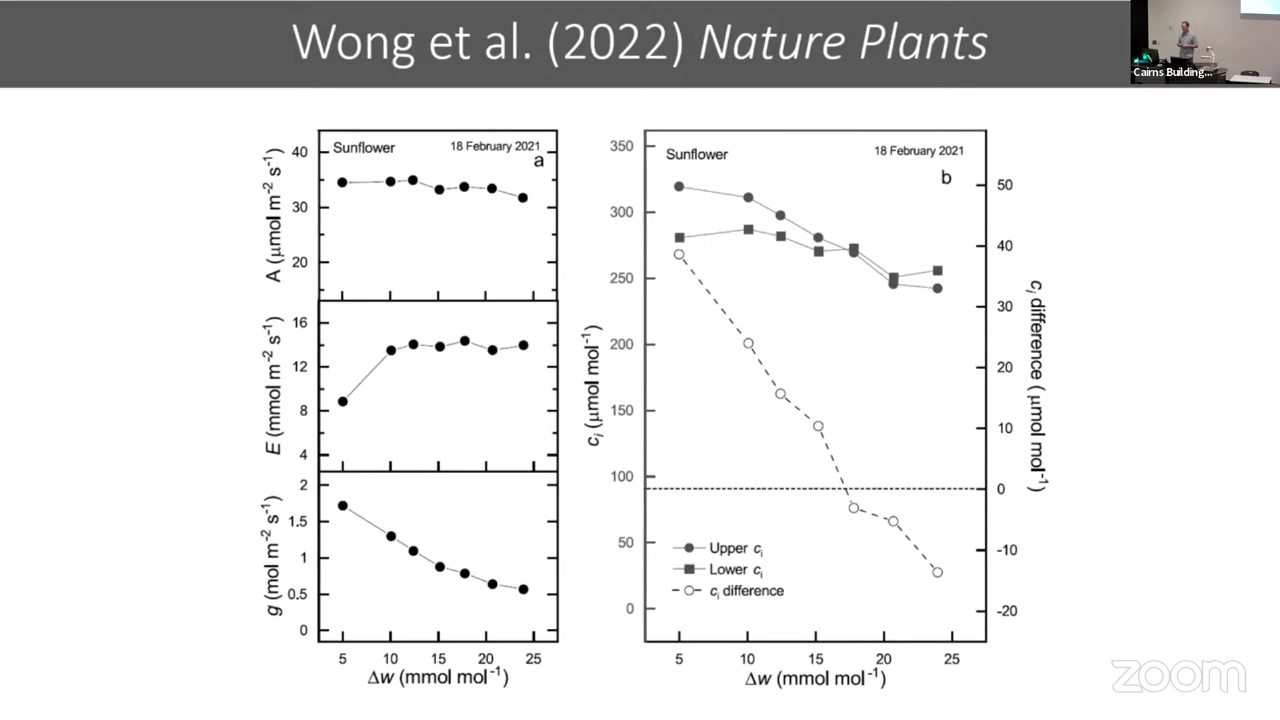 Wong et al. (2022) Nature Plants
Cairns Building...
Sunflower
18 February 2021
a
A (μmol m-2 s-1)
40
30
20
E (mmol m-2 s-1)
16
12
8
4
g (mol m-2 s-1)
2
1.5
1
0.5
0
5 10 15 20 25
Δw (mmol mol-1)
Sunflower
18 February 2021
b
ci (μmol mol-1)
350
300
250
200
150
100
50
0
50
40
30
20
10
0
-10
-20
ci difference (μmol mol-1)
Upper ci
Lower ci
ci difference
5 10 15 20 25
Δw (mmol mol-1)
zoom